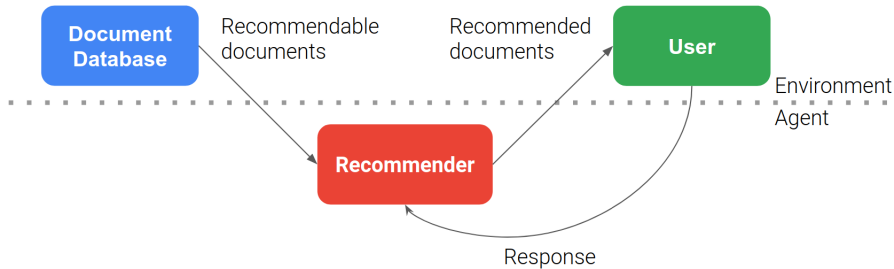 Document
Database
Recommendable
documents
Recommended
documents
User
Environment
Agent
Recommender
Response